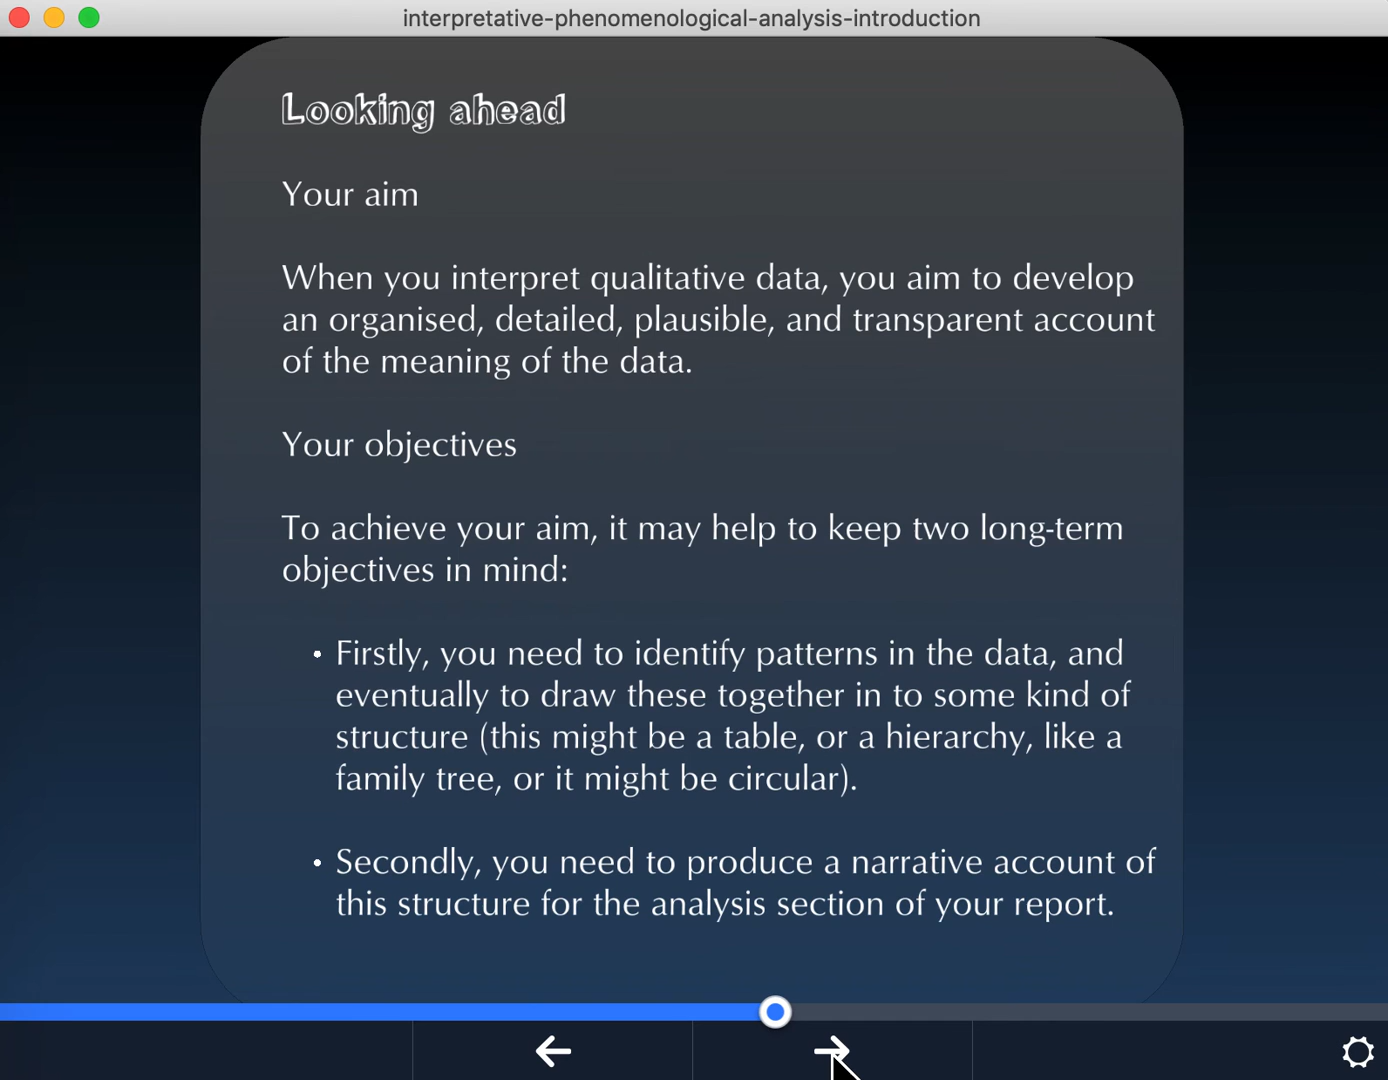 interpretative-phenomenological-analysis-introduction
Looking ahead
Your aim
When you interpret qualitative data, you aim to develop
an organised, detailed, plausible, and transparent account
of the meaning of the data.
Your objectives
To achieve your aim, it may help to keep two long-term
objectives in mind:
• Firstly, you need to identify patterns in the data, and
eventually to draw these together in to some kind of
structure (this might be a table, or a hierarchy, like a
family tree, or it might be circular).
• Secondly, you need to produce a narrative account of
this structure for the analysis section of your report.